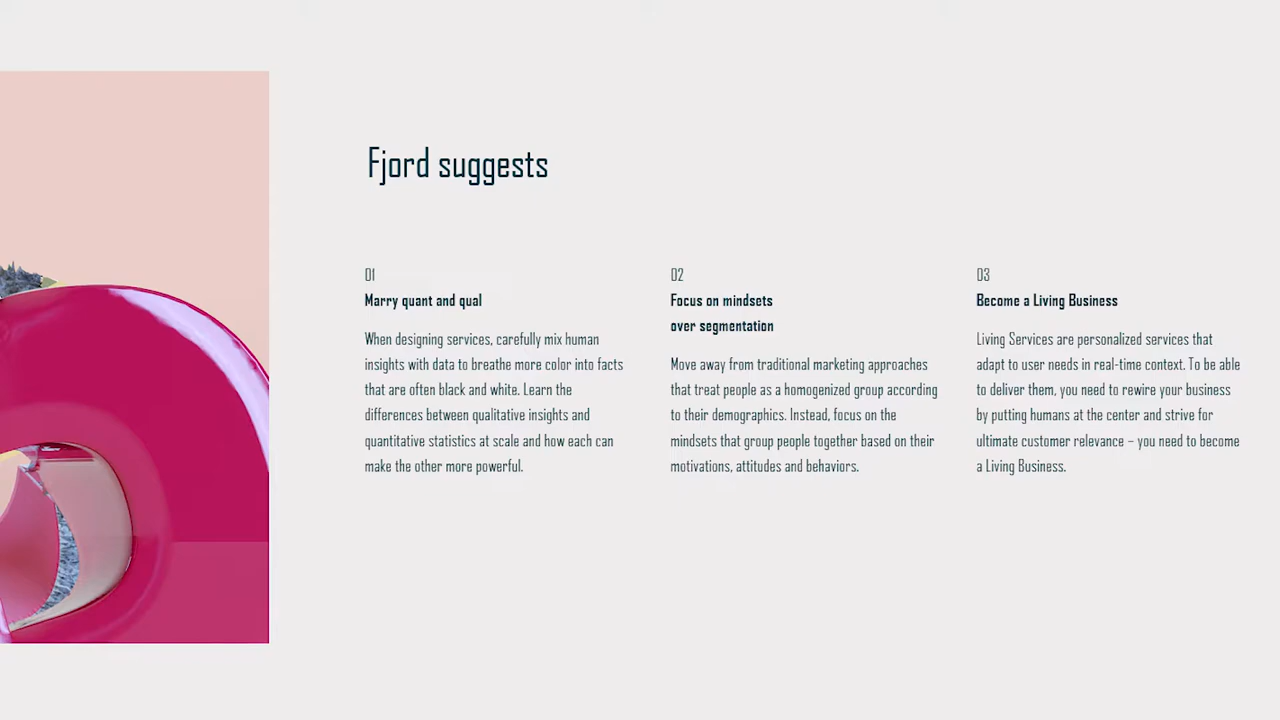 Fjord suggests
01
Marry quant and qual
When designing services, carefully mix human
insights with data to breathe more color into facts
that are often black and white. Learn the
differences between qualitative insights and
quantitative statistics at scale and how each can
make the other more powerful.
02
Focus on mindsets
over segmentation
Move away from traditional marketing approaches
that treat people as a homogenized group according
to their demographics. Instead, focus on the
mindsets that group people together based on their
motivations, attitudes and behaviors.
03
Become a Living Business
Living Services are personalized services that
adapt to user needs in real-time context. To be able
to deliver them, you need to rewire your business
by putting humans at the center and strive for
ultimate customer relevance – you need to become
a Living Business.